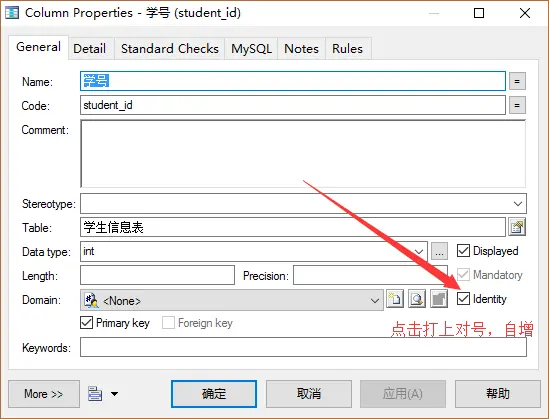 Column Properties - 学号 (student_id)
General Detail Standard Checks MySQL Notes Rules
Name: 学号 =
Code: student_id =
Comment:
Stereotype:
Table: 学生信息表
Data type: int ... Displayed
Length: Precision: Mandatory
Domain: <None> Identity
Primary key Foreign key
点击打上对号，自增
Keywords:
More >> 确定 取消 应用(A) 帮助